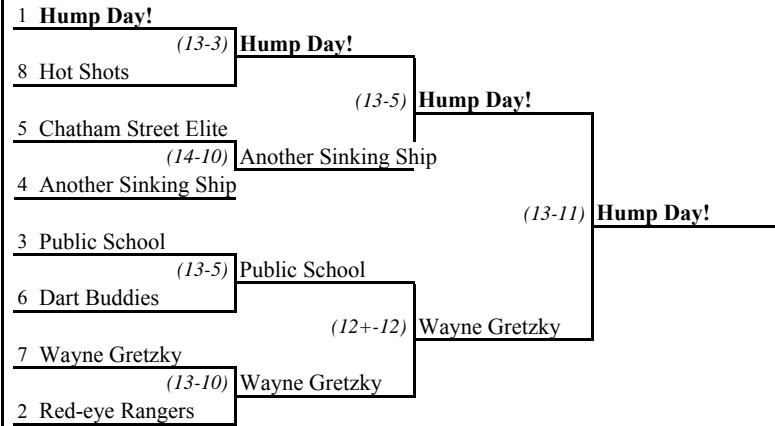 1 Hump Day!
(13-3) Hump Day!
8 Hot Shots
(13-5) Hump Day!
5 Chatham Street Elite
(14-10) Another Sinking Ship
4 Another Sinking Ship
(13-11) Hump Day!
3 Public School
(13-5) Public School
6 Dart Buddies
(12+-12) Wayne Gretzky
7 Wayne Gretzky
(13-10) Wayne Gretzky
2 Red-eye Rangers